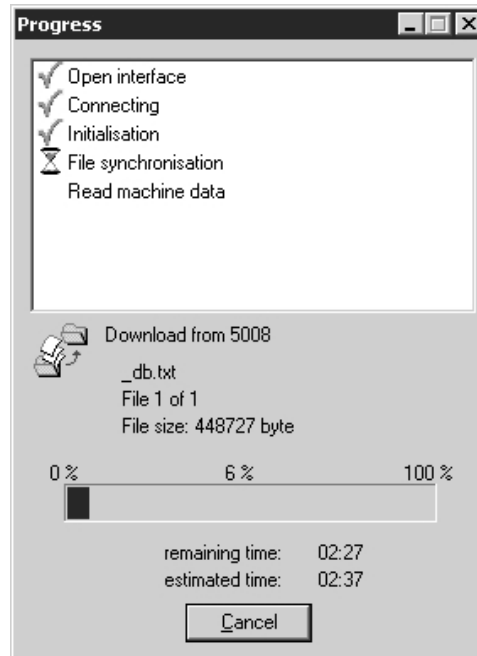 Progress
Open interface
Connecting
Initialisation
File synchronisation
Read machine data
Download from 5008
_db.txt
File 1 of 1
File size: 448727 byte
0 % 6 % 100 %
remaining time: 02:27
estimated time: 02:37
Cancel